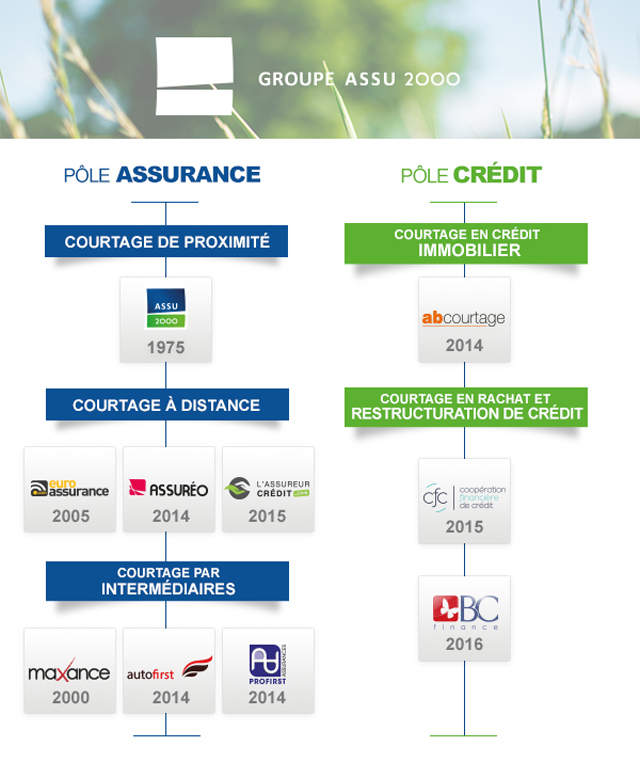 GROUPE ASSU 2000
PÔLE ASSURANCE
COURTAGE DE PROXIMITÉ
ASSU
2000
1975
COURTAGE À DISTANCE
euro
assurance
2005
ASSURÉO
2014
L'ASSUREUR
CRÉDIT.com
2015
COURTAGE PAR
INTERMÉDIAIRES
maxance
2000
autofirst
2014
PROFIRST
ASSURANCES
2014
PÔLE CRÉDIT
COURTAGE EN CRÉDIT
IMMOBILIER
abcourtage
2014
COURTAGE EN RACHAT ET
RESTRUCTURATION DE CRÉDIT
cfc
coopération
financière
de crédit
2015
BC
finance
2016